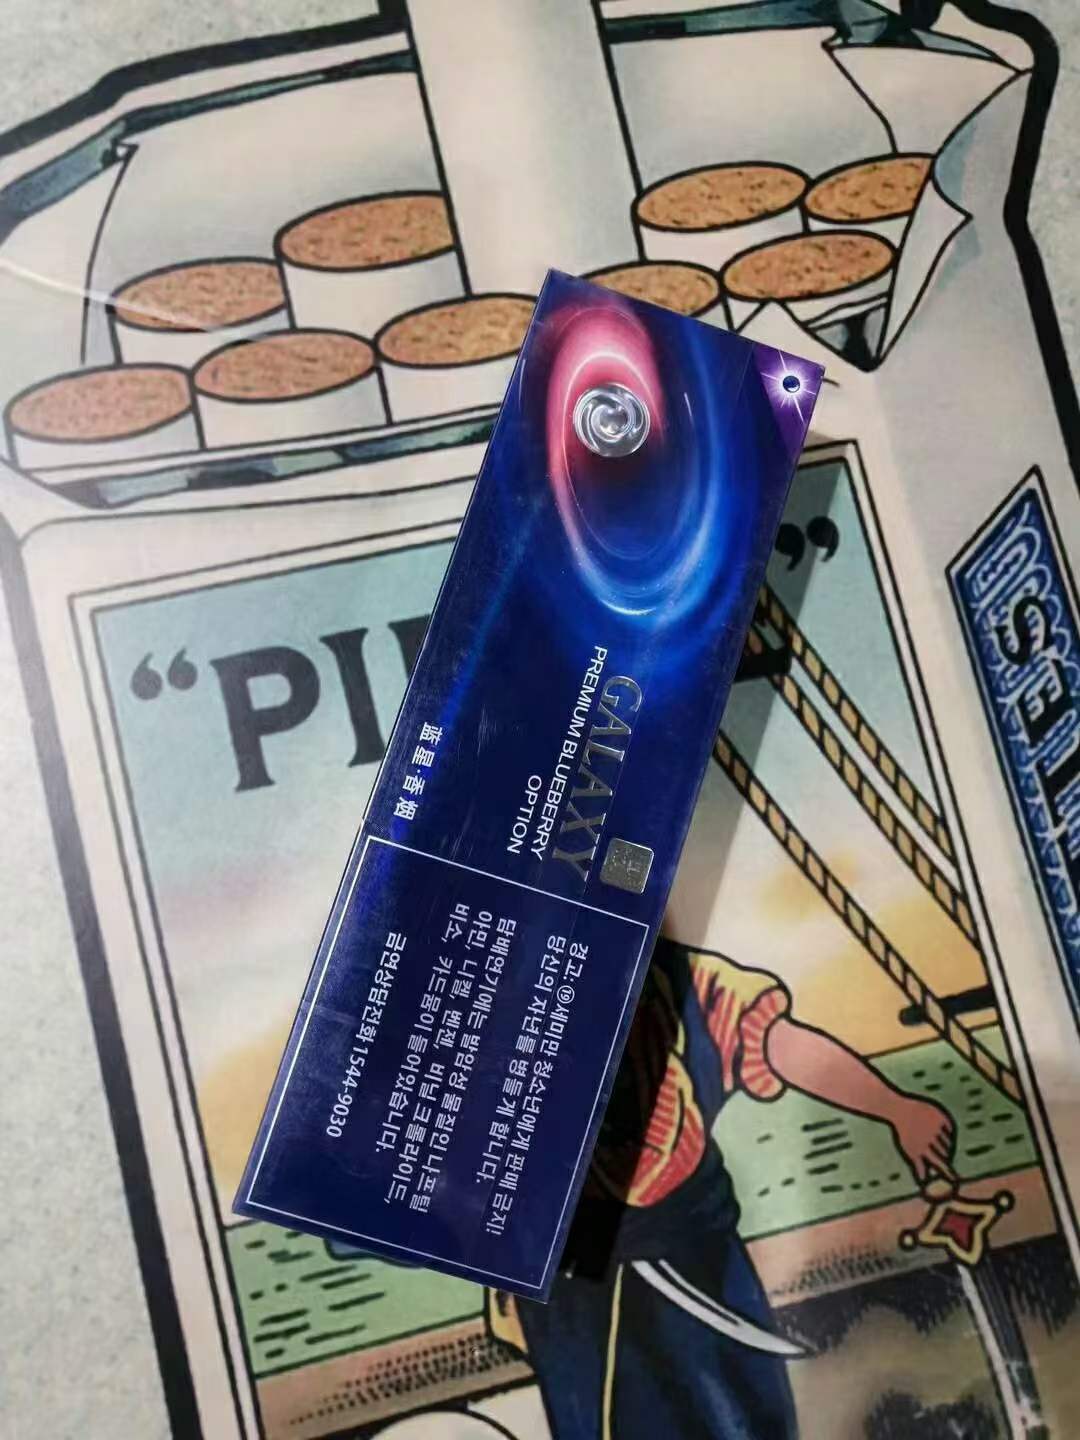 GALAXY
PREMIUM BLUEBERRY
OPTION
蓝星·香烟
경고: ⑲세미만 청소년에게 판매 금지!
당신의 자녀를 병들게 합니다.
담배연기에는 발암성 물질인 나프틸
아민, 니켈, 벤젠, 비닐 크롤라이드,
비소, 카드뮴이 들어있습니다.
금연상담전화 1544-9030
“PI
”